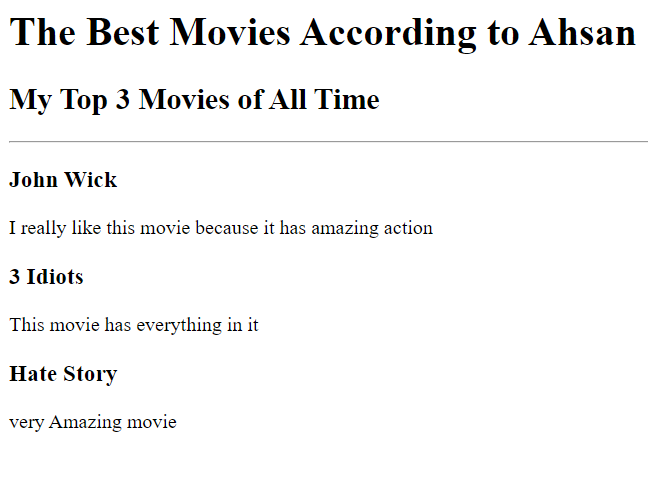 The Best Movies According to Ahsan
My Top 3 Movies of All Time
John Wick
I really like this movie because it has amazing action
3 Idiots
This movie has everything in it
Hate Story
very Amazing movie